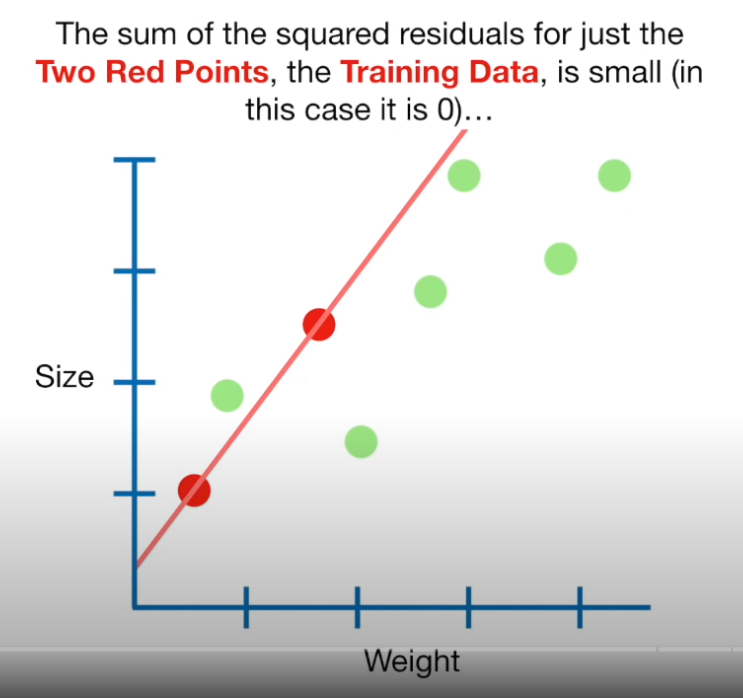 The sum of the squared residuals for just the
Two Red Points, the Training Data, is small (in
this case it is 0)...
Size
Weight